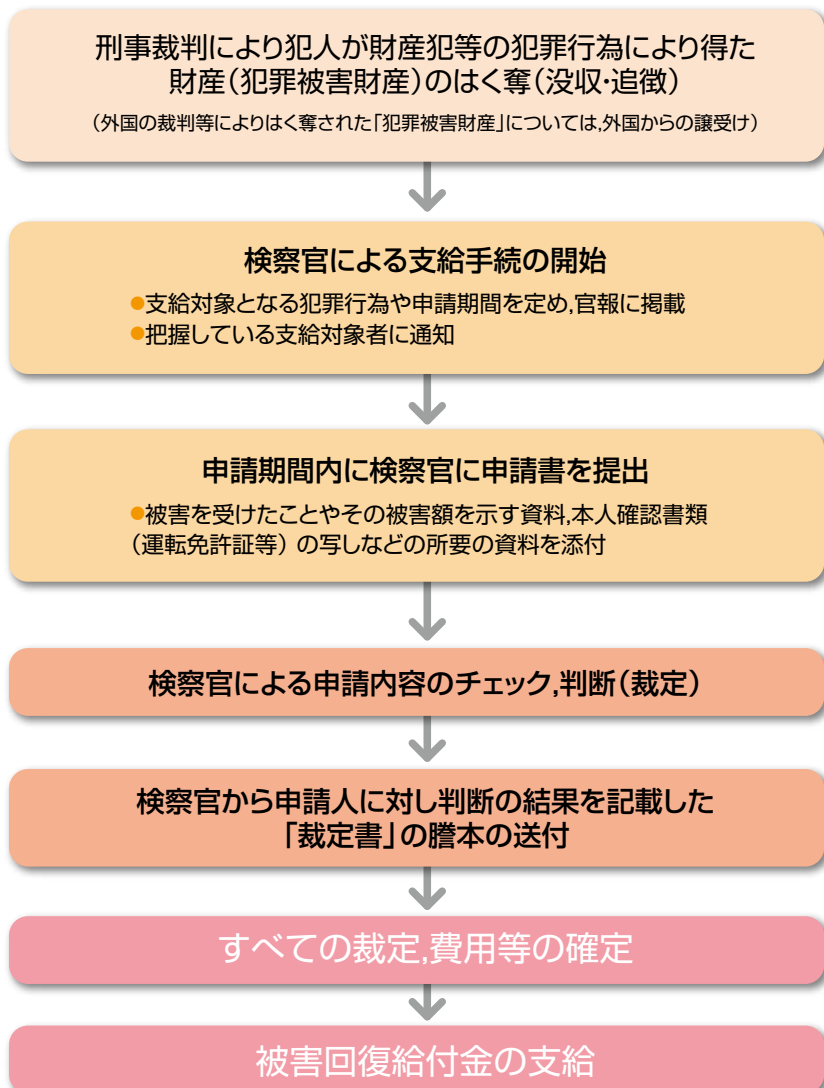 刑事裁判により犯人が財産犯等の犯罪行為により得た
財産(犯罪被害財産)のはく奪(没収・追徴)
(外国の裁判等によりはく奪された「犯罪被害財産」については,外国からの譲受け)
検察官による支給手続の開始
●支給対象となる犯罪行為や申請期間を定め,官報に掲載
●把握している支給対象者に通知
申請期間内に検察官に申請書を提出
●被害を受けたことやその被害額を示す資料,本人確認書類
(運転免許証等) の写しなどの所要の資料を添付
検察官による申請内容のチェック,判断(裁定)
検察官から申請人に対し判断の結果を記載した
「裁定書」の謄本の送付
すべての裁定,費用等の確定
被害回復給付金の支給